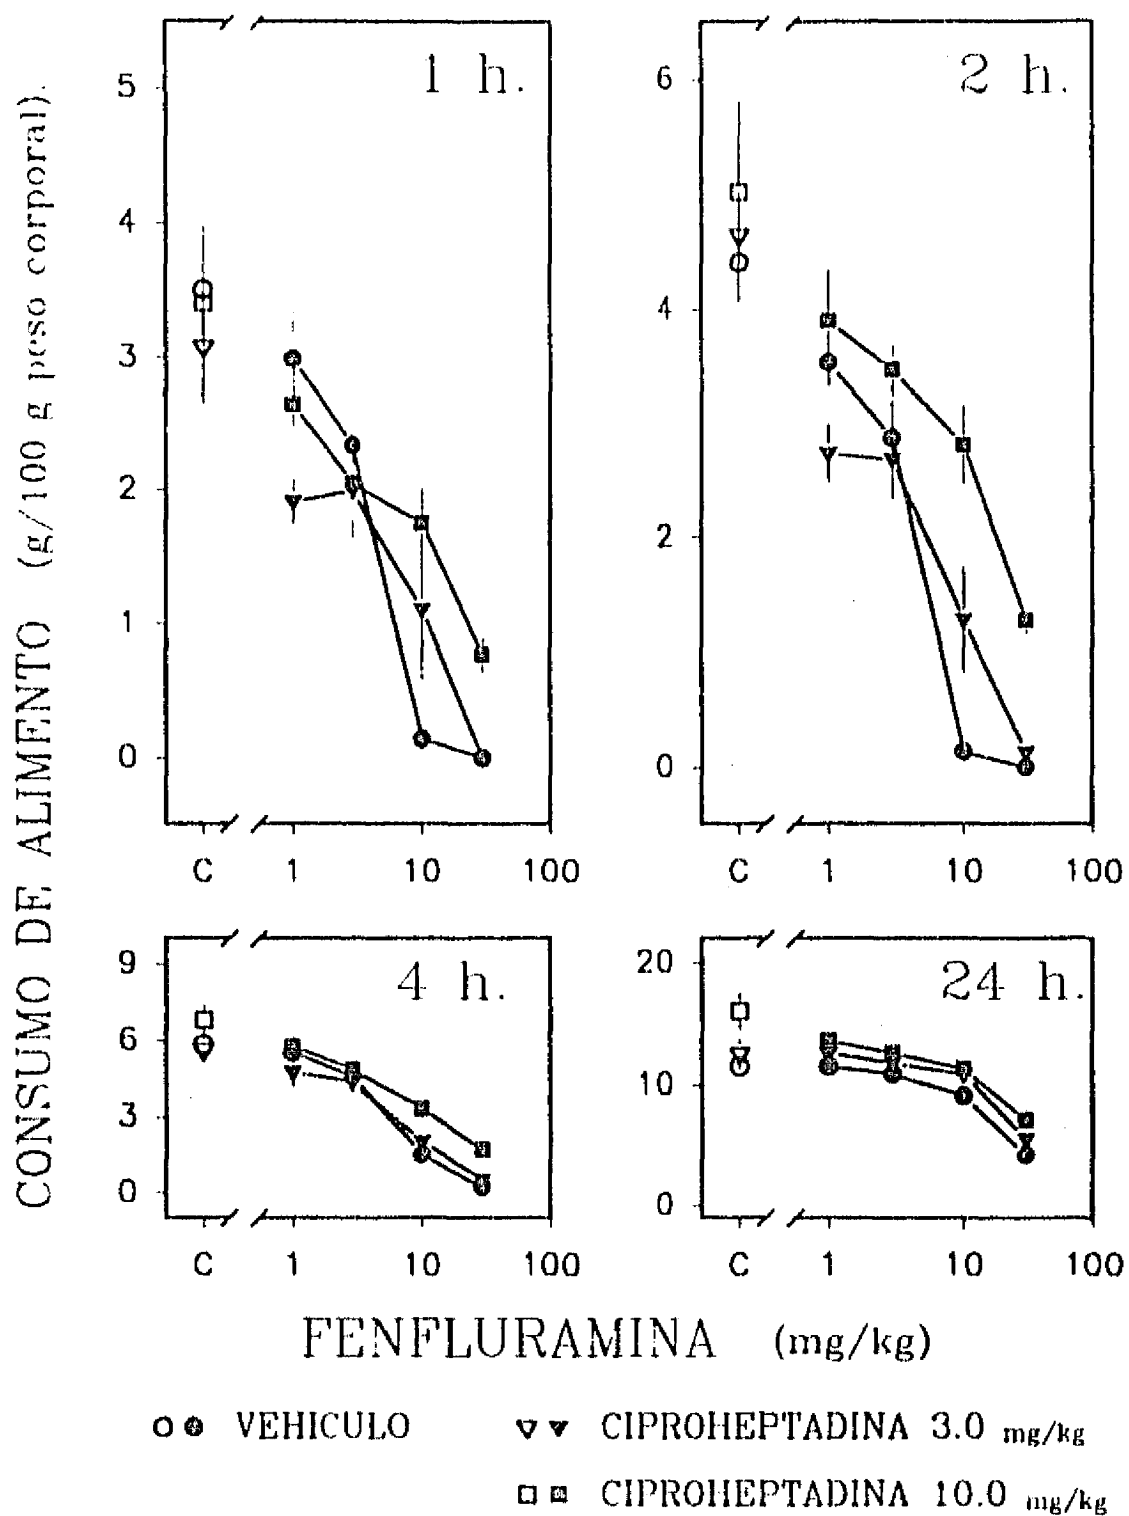 CONSUMO DE ALIMENTO (g/100 g peso corporal).
1 h.
5
4
3
2
1
0
C 1 10 100
2 h.
6
4
2
0
C 1 10 100
4 h.
9
6
3
0
C 1 10 100
24 h.
20
10
0
C 1 10 100
FENFLURAMINA (mg/kg)
VEHICULO
CIPROHEPTADINA 3.0 mg/kg
CIPROHEPTADINA 10.0 mg/kg